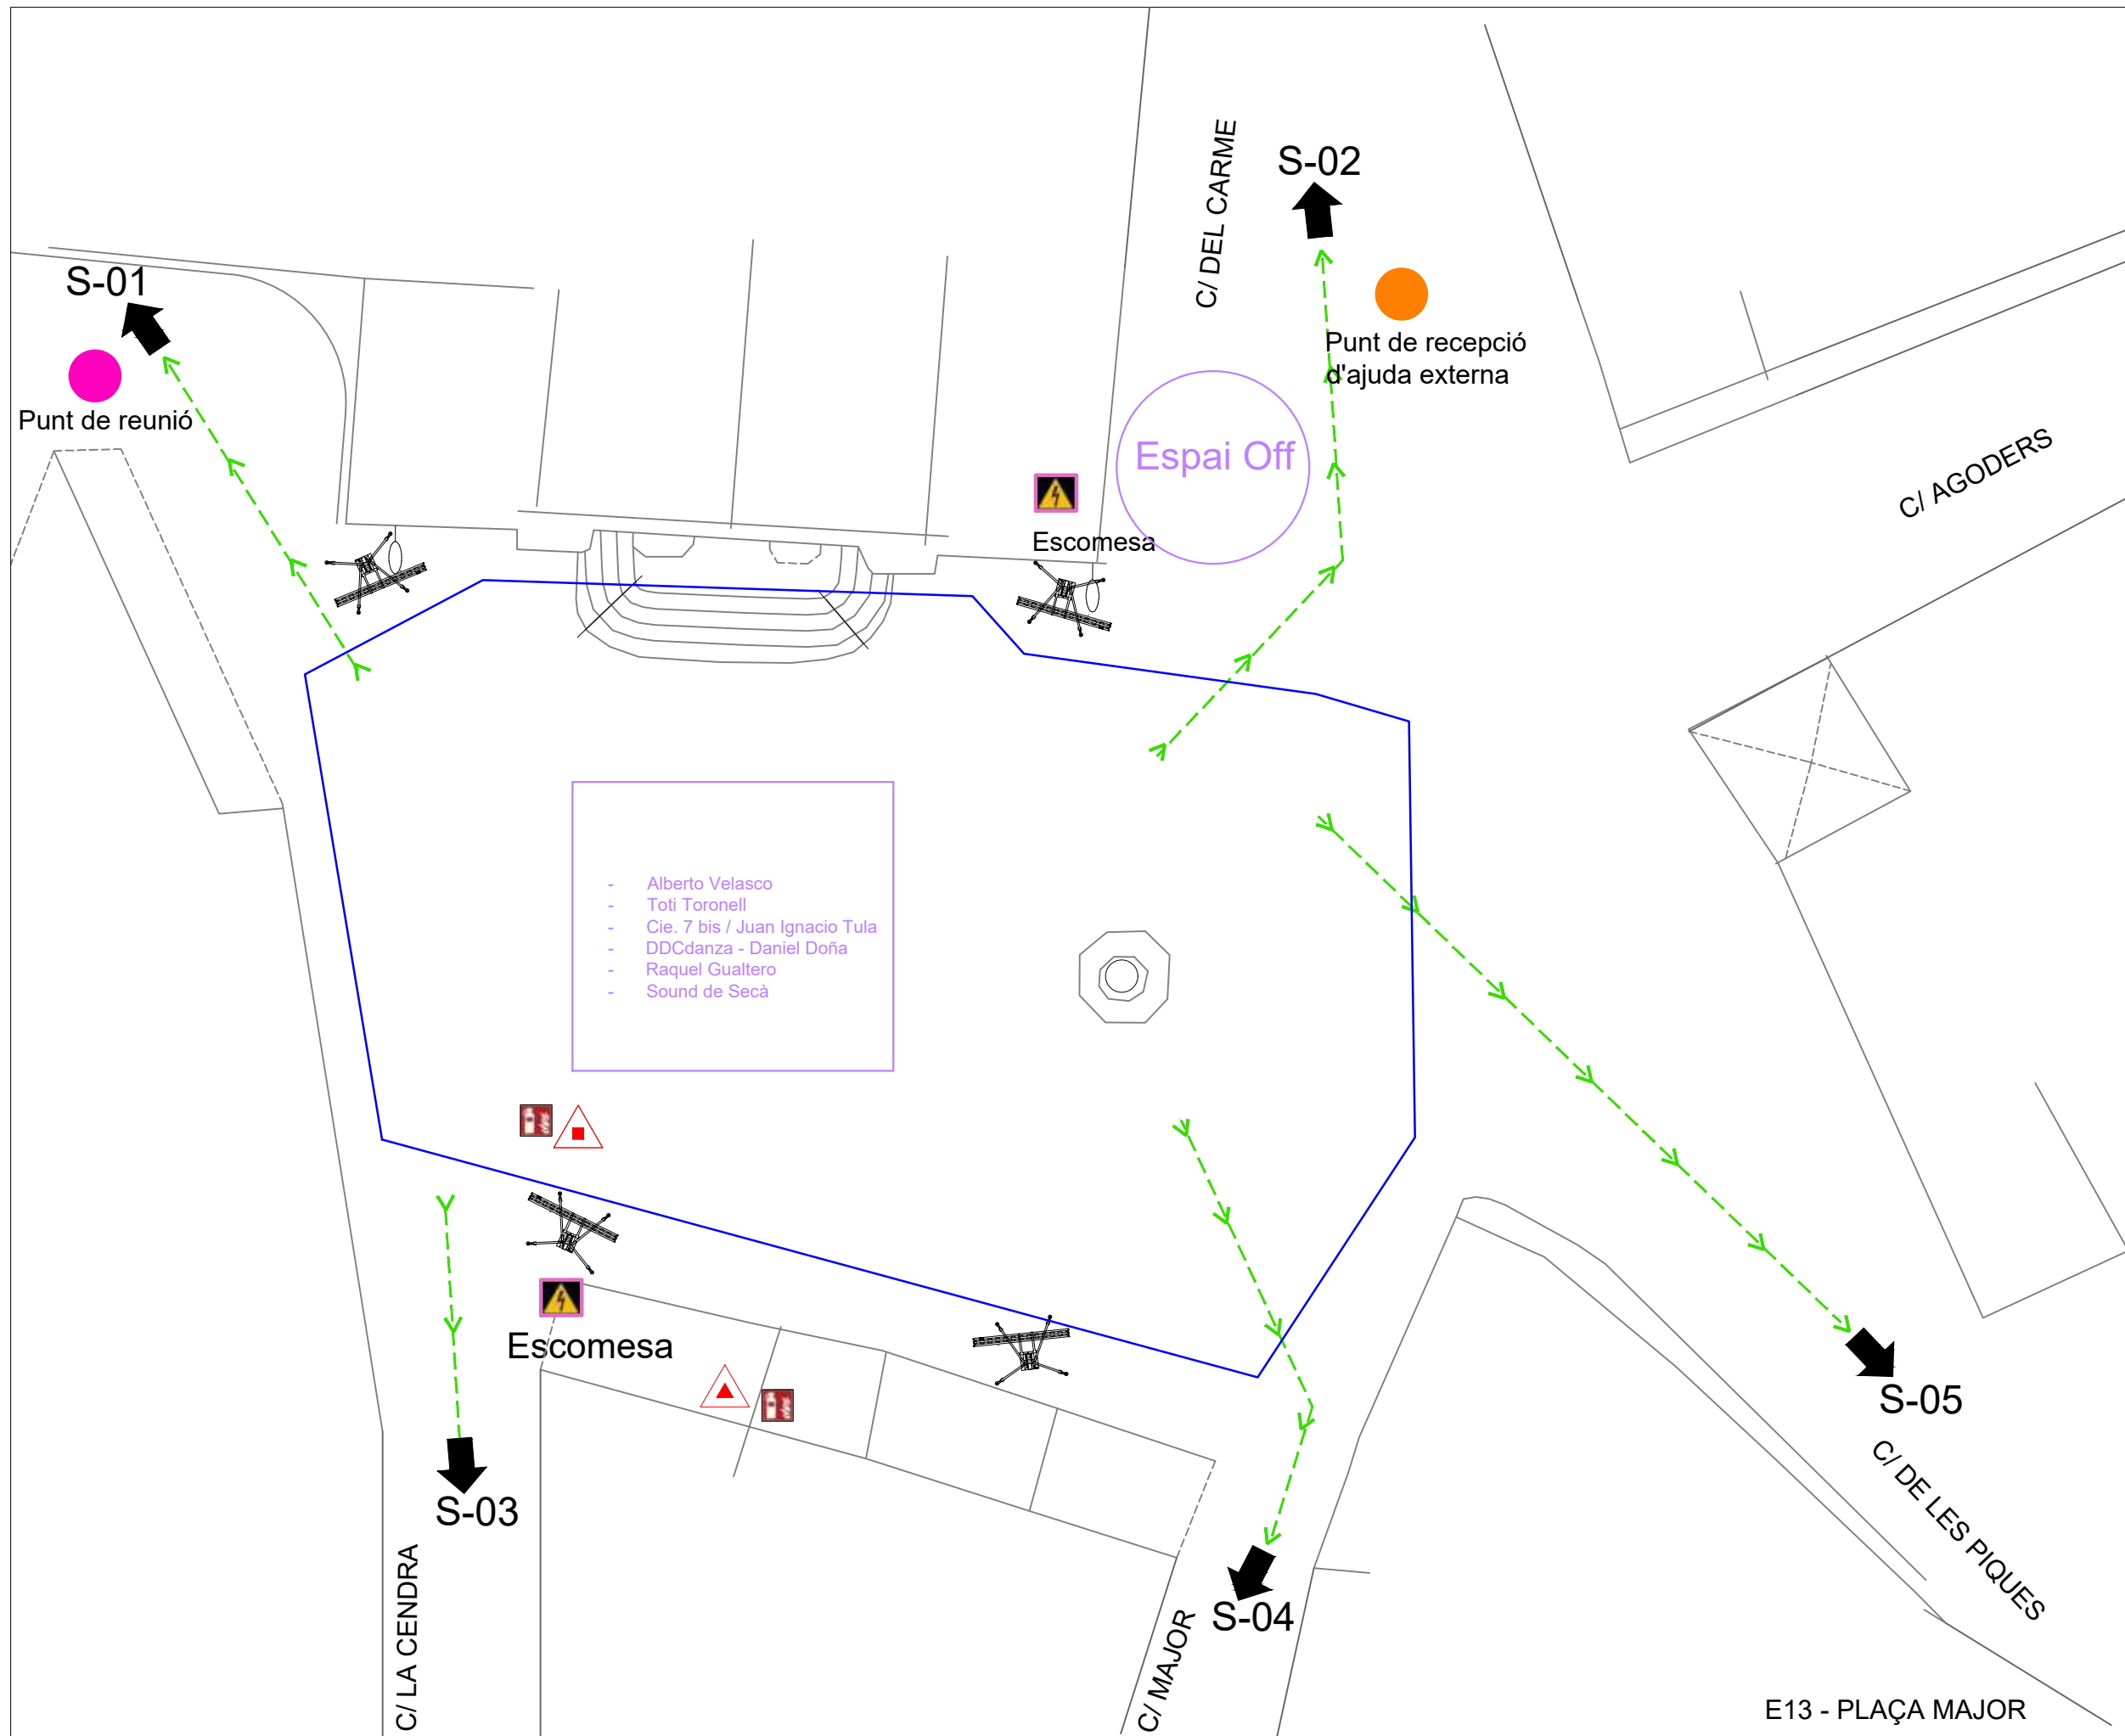 C/ DEL CARME
S-02
S-01
Punt de recepció
d'ajuda externa
Punt de reunió
Espai Off
C/ AGODERS
Escomesa
- Alberto Velasco
- Toti Toronell
- Cie. 7 bis / Juan Ignacio Tula
- DDCdanza - Daniel Doña
- Raquel Gualtero
- Sound de Secà
Escomesa
S-05
S-03
C/ DE LES PIQUES
S-04
C/ LA CENDRA
C/ MAJOR
E13 - PLAÇA MAJOR